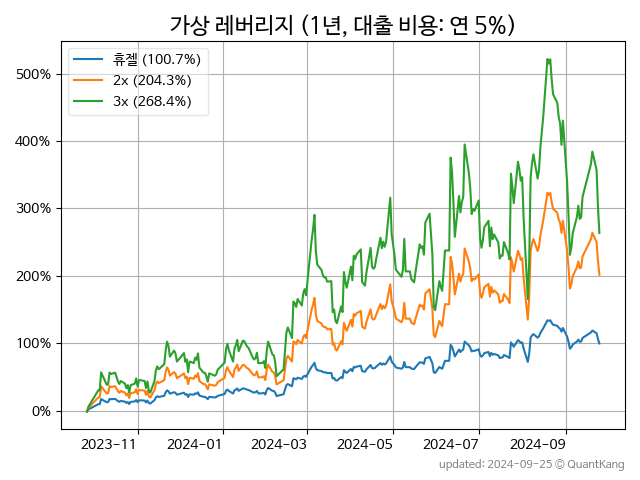 가상 레버리지 (1년, 대출 비용: 연 5%)
휴젤 (100.7%)
2x (204.3%)
3x (268.4%)
500%
400%
300%
200%
100%
0%
2023-11 2024-01 2024-03 2024-05 2024-07 2024-09
updated: 2024-09-25 © QuantKang